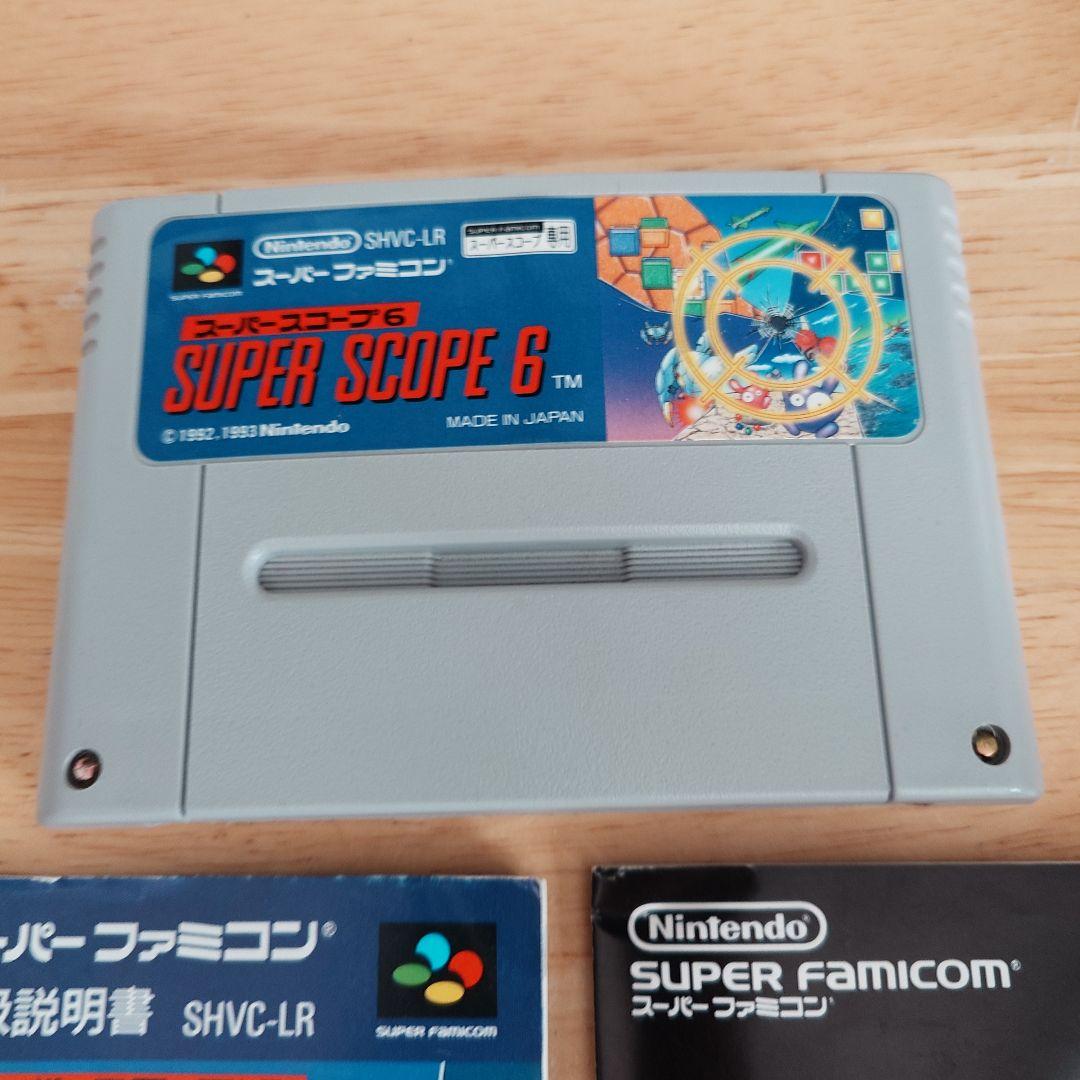 Nintendo SHVC-LR
SUPER FAMICOM
スーパースコープ 専用
SUPER FAMICOM
スーパーファミコン
スーパースコープ6
SUPER SCOPE 6 TM
© 1992, 1993 Nintendo
MADE IN JAPAN
ーパーファミコン®
説明書 SHVC-LR
SUPER FAMICOM
Nintendo
SUPER FAMICOM®
スーパーファミコン®